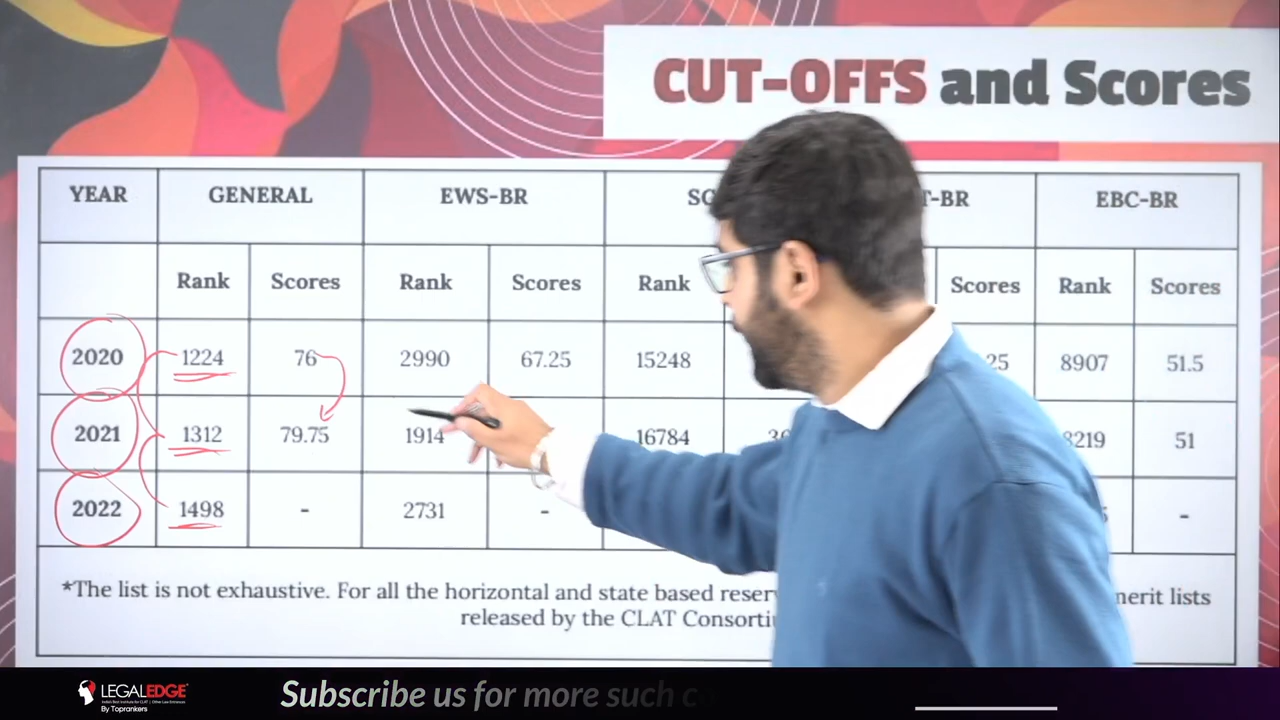 CUT-OFFS and Scores
YEAR GENERAL EWS-BR EBC-BR
Rank Scores Rank Scores Rank Scores Rank Scores
2020 1224 76 2990 67.25 15248 8907 51.5
2021 1312 79.75 1914 16784 51
2022 1498 - 2731 - -
*The list is not exhaustive. For all the horizontal and state based merit lists
released by the CLAT
LEGALEDGE
By Toprankers
Subscribe us for more such